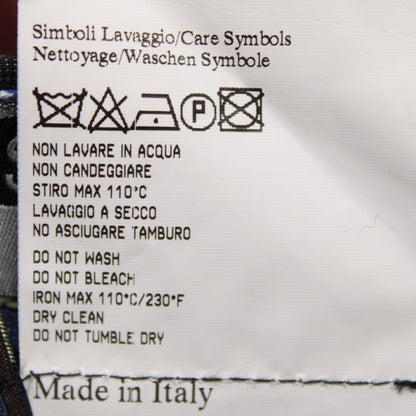 Simboli Lavaggio/Care Symbols
Nettoyage/Waschen Symbole
P
NON LAVARE IN ACQUA
NON CANDEGGIARE
STIRO MAX 110°C
LAVAGGIO A SECCO
NO ASCIUGARE TAMBURO
DO NOT WASH
DO NOT BLEACH
IRON MAX 110°C/230°F
DRY CLEAN
DO NOT TUMBLE DRY
Made in Italy